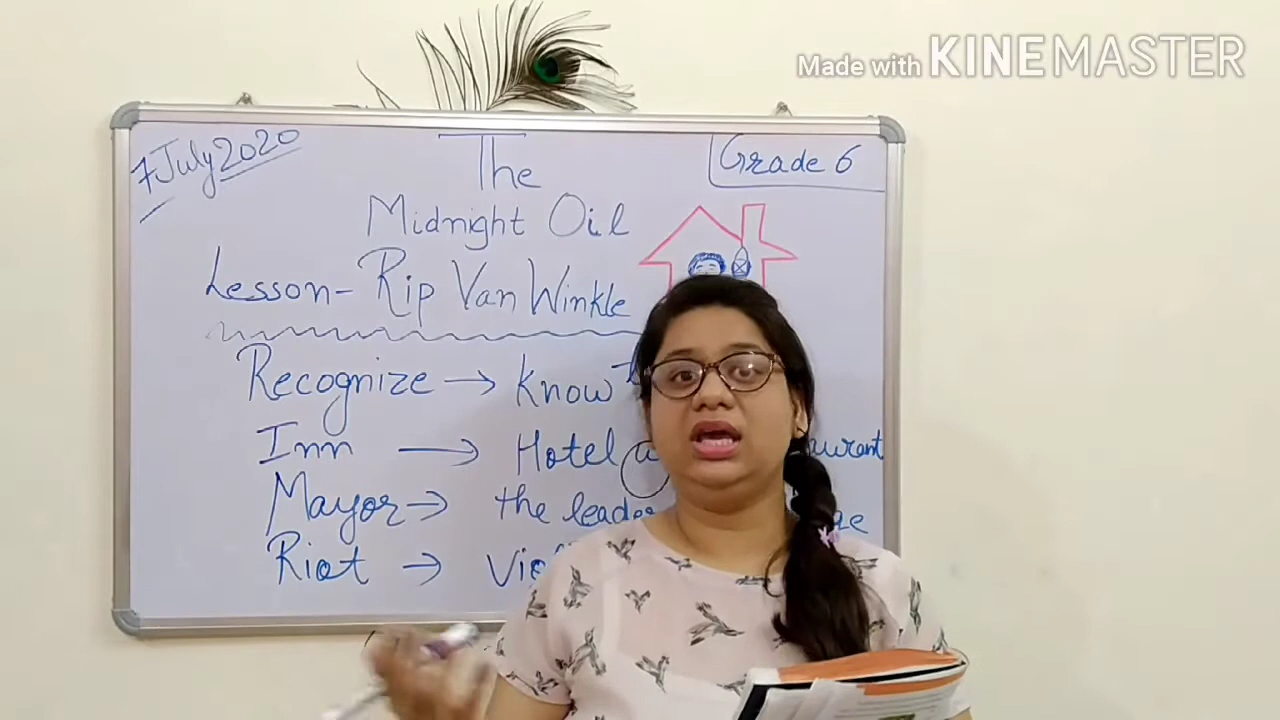 Made with KINEMASTER
7 July 2020
The
Grade 6
Midnight Oil
Lesson - Rip Van Winkle
Recognize → Know
Inn → Hotel
Mayor → the leader
Riot →